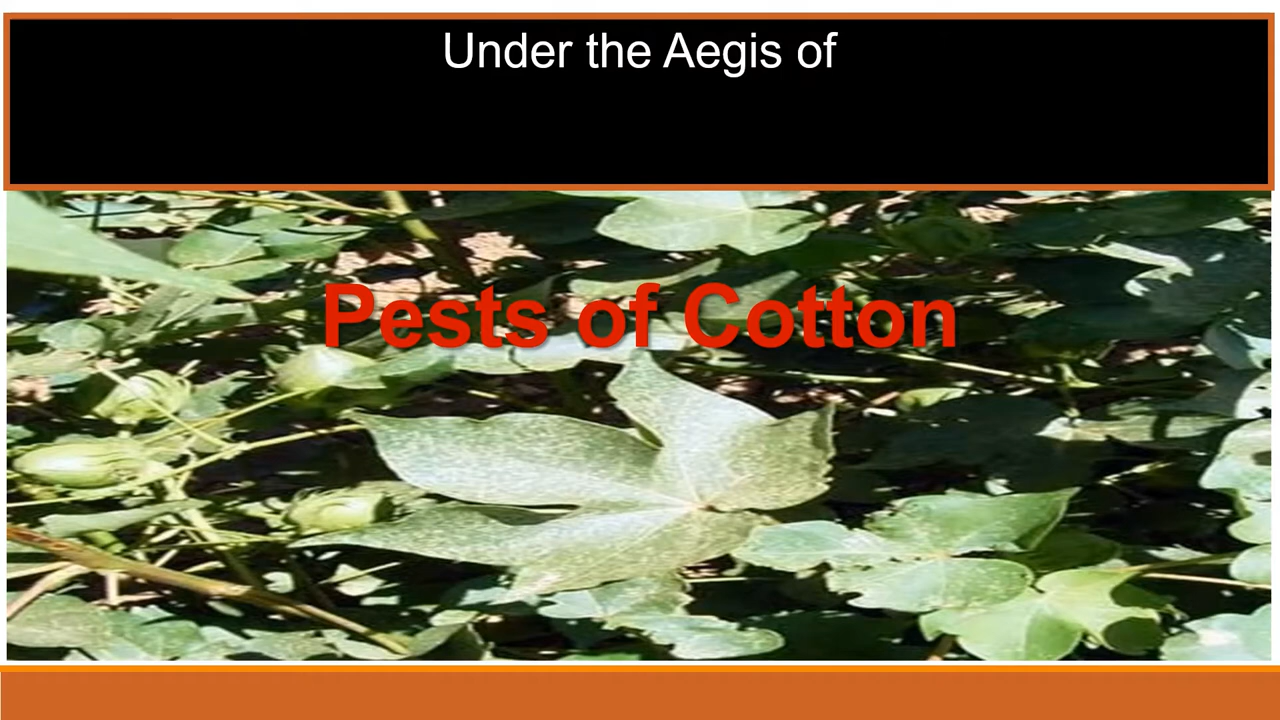 Under the Aegis of
Pests of Cotton